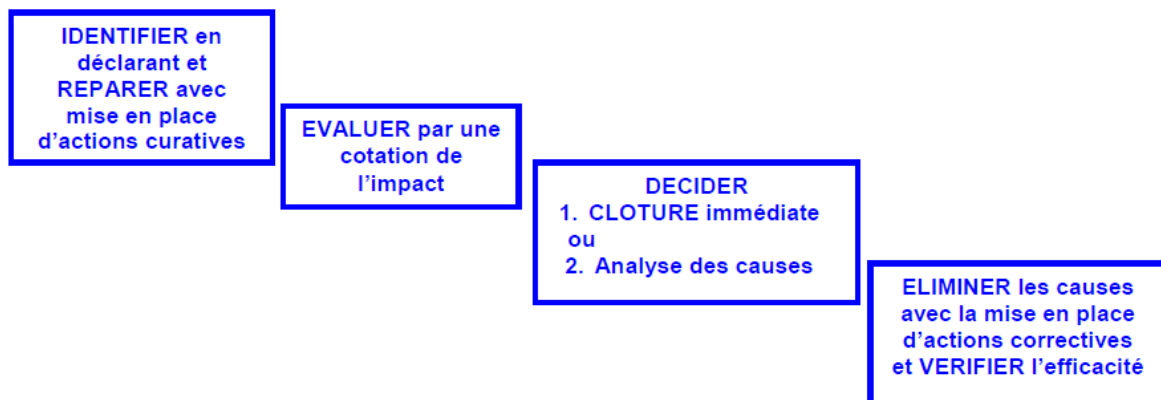 IDENTIFIER en
déclarant et
REPARER avec
mise en place
d'actions curatives
EVALUER par une
cotation de
l'impact
DECIDER
1. CLOTURE immédiate
ou
2. Analyse des causes
ELIMINER les causes
avec la mise en place
d'actions correctives
et VERIFIER l'efficacité